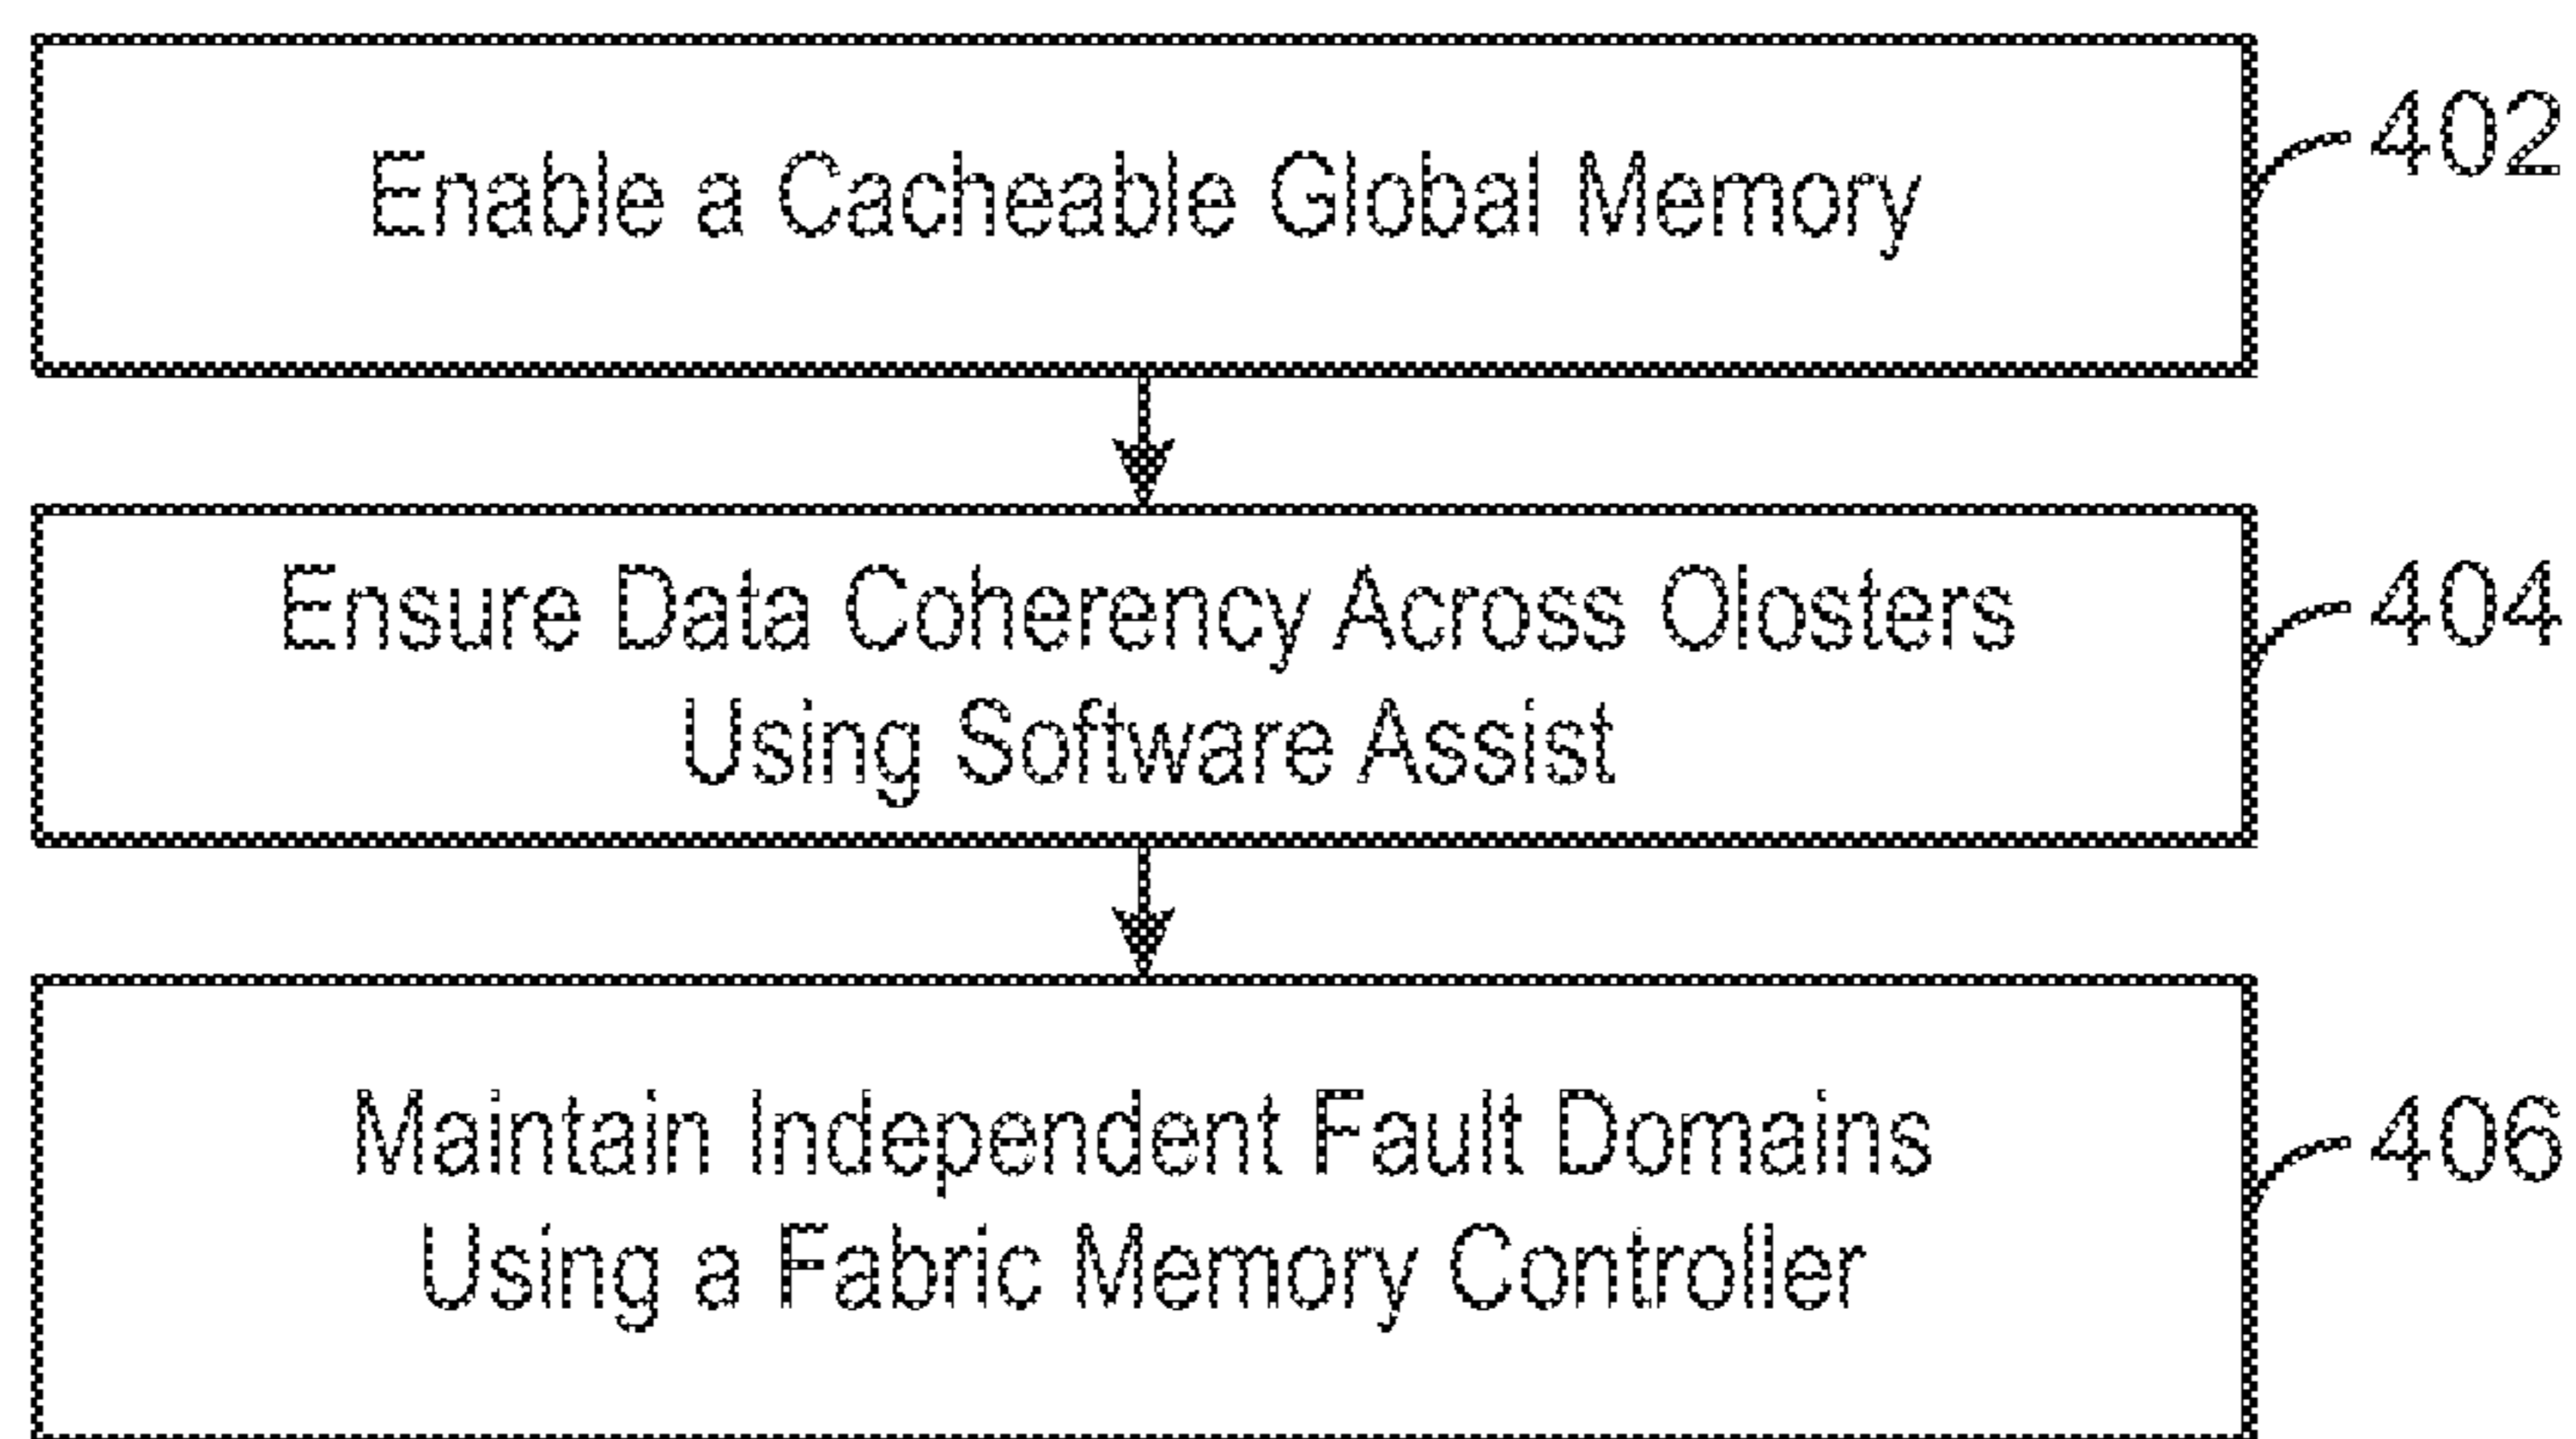 Enable a Cacheable Global Memory
402
Ensure Data Coherency Across Olosters
Using Software Assist
404
Maintain Independent Fault Domains
Using a Fabric Memory Controller
406